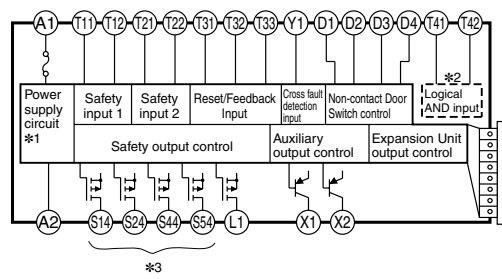 A1 T11 T12 T21 T22 T31 T32 T33 Y1 D1 D2 D3 D4 T41 T42
*2
Power supply circuit *1
Safety input 1
Safety input 2
Reset/Feedback Input
Cross fault detection input
Non-contact Door Switch control
Logical AND input
Safety output control
Auxiliary output control
Expansion Unit output control
A2 S14 S24 S44 S54 L1 X1 X2
*3